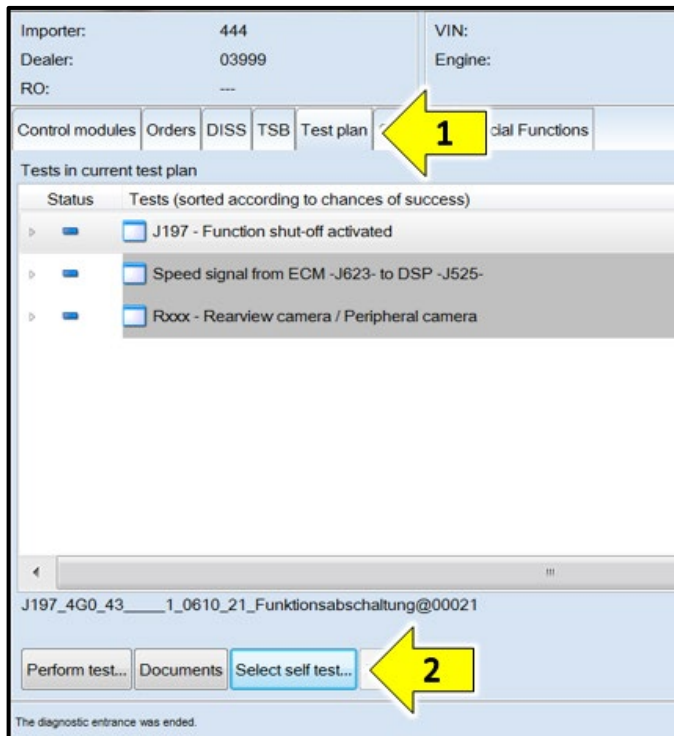 Importer: 444 VIN:
Dealer: 03999 Engine:
RO: ---
Control modules Orders DISS TSB Test plan 1 cial Functions
Tests in current test plan
Status Tests (sorted according to chances of success)
J197 - Function shut-off activated
Speed signal from ECM -J623- to DSP -J525-
Rxxx - Rearview camera / Peripheral camera
J197_4G0_43____1_0610_21_Funktionsabschaltung@00021
Perform test... Documents Select self test... 2
The diagnostic entrance was ended.